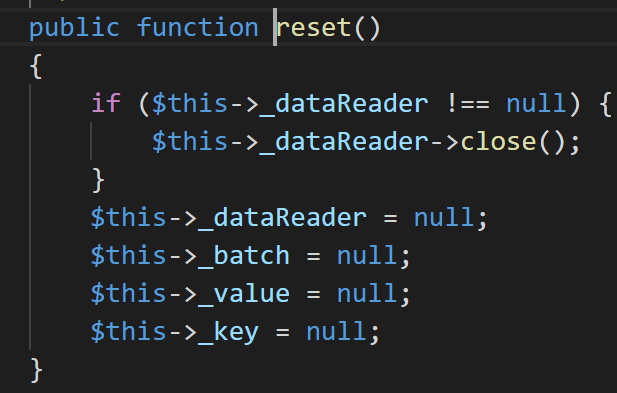 public function reset()
{
    if ($this->_dataReader !== null) {
        $this->_dataReader->close();
    }
    $this->_dataReader = null;
    $this->_batch = null;
    $this->_value = null;
    $this->_key = null;
}